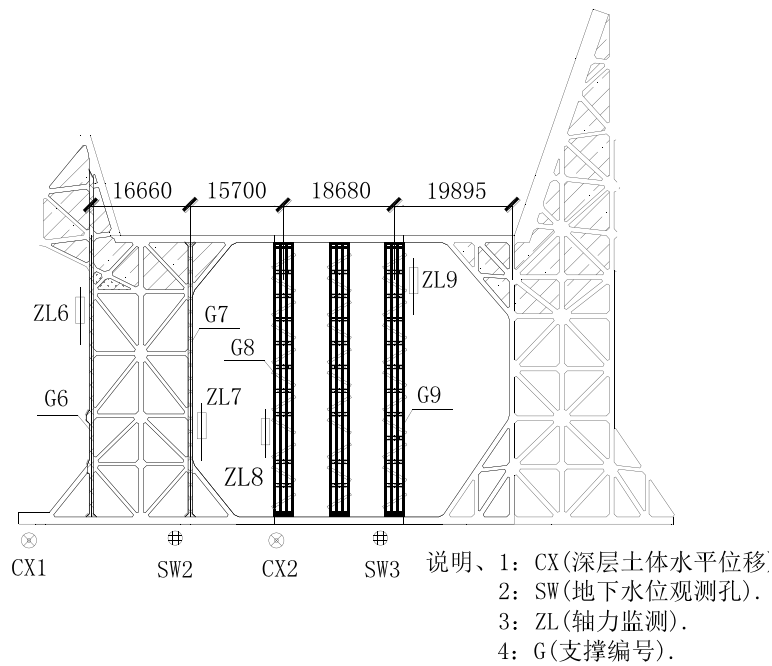 16660 15700 18680 19895
ZL9
ZL6
G7
G8
G6
ZL7
G9
ZL8
CX1 SW2 CX2 SW3
说明、1: CX(深层土体水平位移)
2: SW(地下水位观测孔).
3: ZL(轴力监测).
4: G(支撑编号).